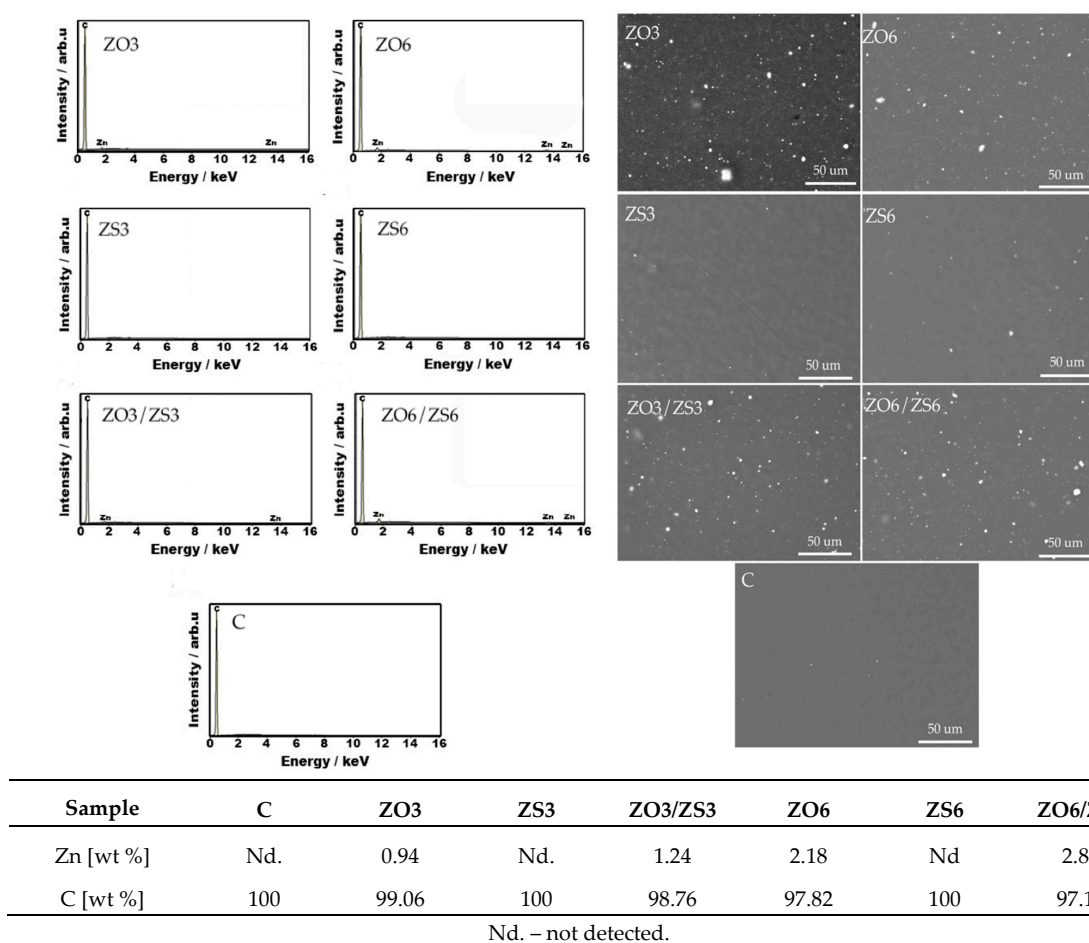 C
ZO3
Intensity / arb.u
Zn
Zn
0 2 4 6 8 10 12 14 16
Energy / keV
C
ZO6
Intensity / arb.u
Zn
Zn Zn
0 2 4 6 8 10 12 14 16
Energy / keV
ZO3
50 um
ZO6
50 um
C
ZS3
Intensity / arb.u
0 2 4 6 8 10 12 14 16
Energy / keV
C
ZS6
Intensity / arb.u
0 2 4 6 8 10 12 14 16
Energy / keV
ZS3
50 um
ZS6
50 um
C
ZO3/ZS3
Intensity / arb.u
Zn
Zn
0 2 4 6 8 10 12 14 16
Energy / keV
C
ZO6/ZS6
Intensity / arb.u
Zn
Zn Zn
0 2 4 6 8 10 12 14 16
Energy / keV
ZO3/ZS3
50 um
ZO6/ZS6
50 um
C
C
Intensity / arb.u
0 2 4 6 8 10 12 14 16
Energy / keV
C
50 um
Sample C ZO3 ZS3 ZO3/ZS3 ZO6 ZS6
Zn [wt %] Nd. 0.94 Nd. 1.24 2.18 Nd 2.8
C [wt %] 100 99.06 100 98.76 97.82 100
Nd. – not detected.